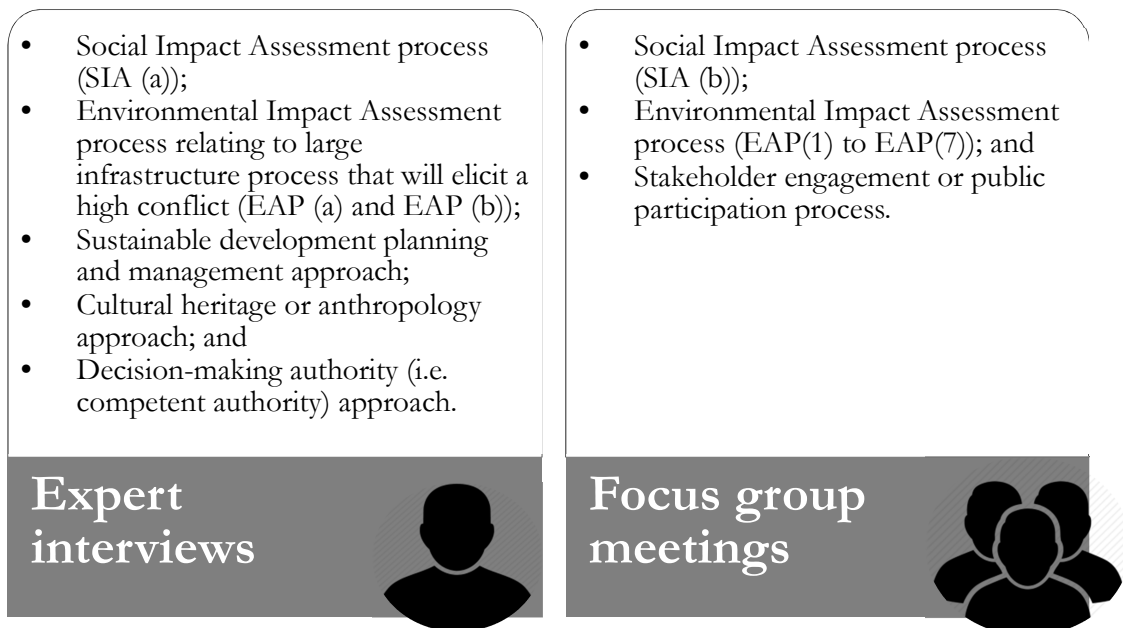 • Social Impact Assessment process
(SIA (a));
• Environmental Impact Assessment
process relating to large
infrastructure process that will elicit a
high conflict (EAP (a) and EAP (b));
• Sustainable development planning
and management approach;
• Cultural heritage or anthropology
approach; and
• Decision-making authority (i.e.
competent authority) approach.
Expert
interviews
• Social Impact Assessment process
(SIA (b));
• Environmental Impact Assessment
process (EAP(1) to EAP(7)); and
• Stakeholder engagement or public
participation process.
Focus group
meetings